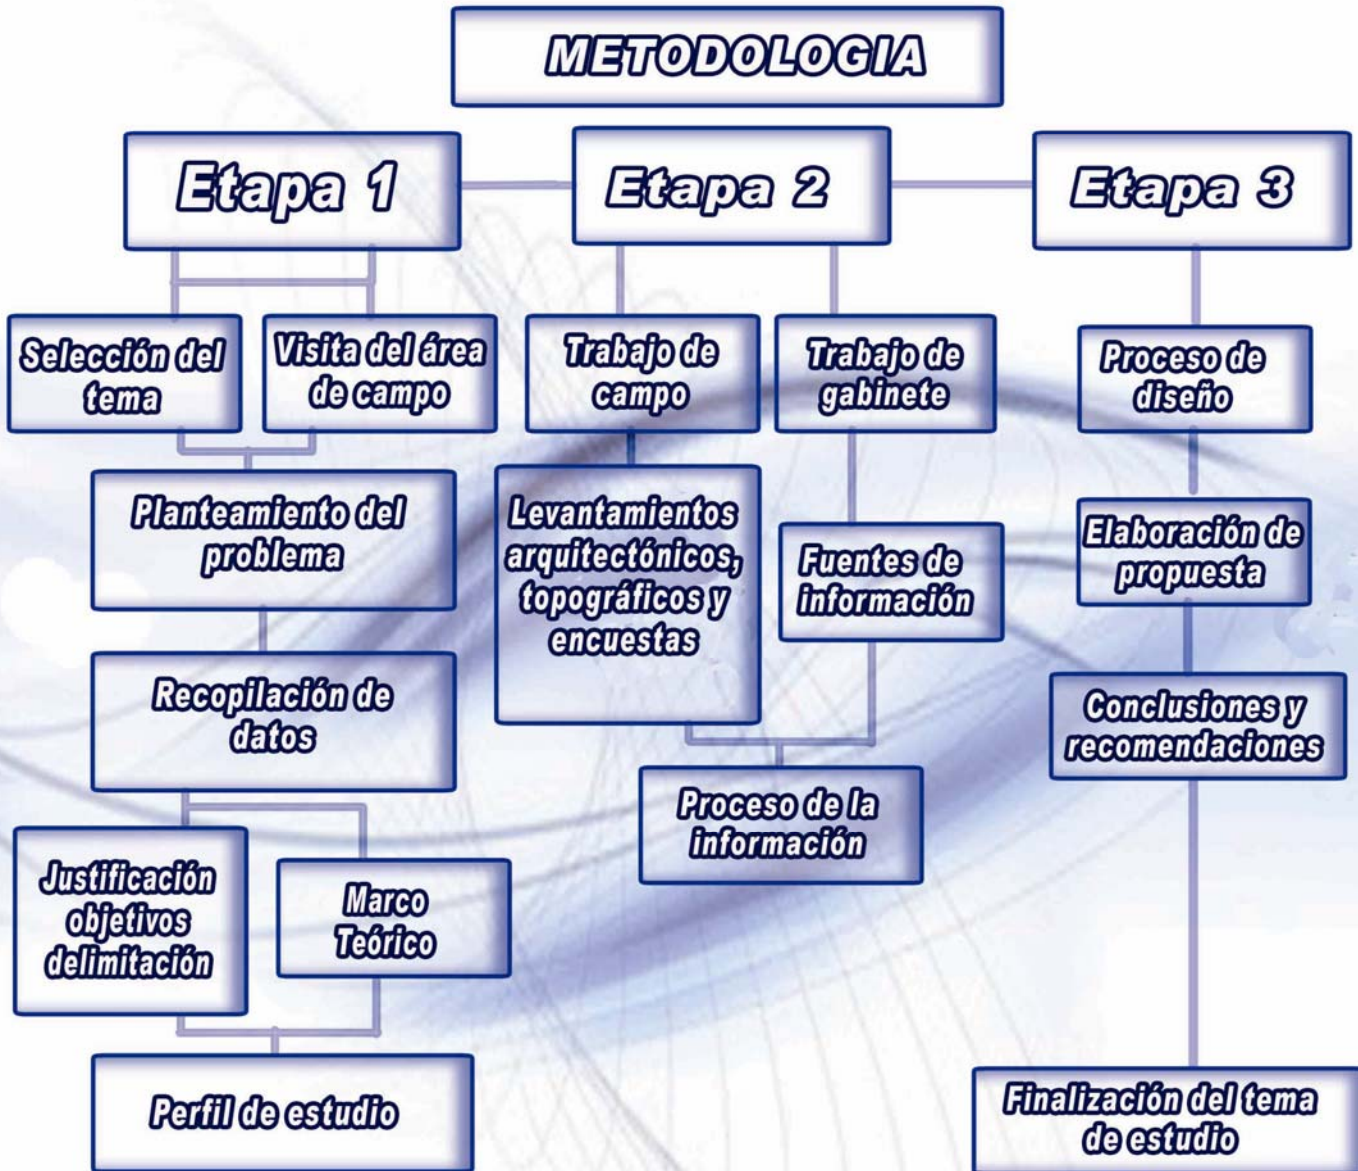 METODOLOGIA
Etapa 1
Etapa 2
Etapa 3
Selección del
tema
Visita del área
de campo
Trabajo de
campo
Trabajo de
gabinete
Proceso de
diseño
Planteamiento del
problema
Levantamientos
arquitectónicos,
topográficos y
encuestas
Fuentes de
información
Elaboración de
propuesta
Recopilación de
datos
Conclusiones y
recomendaciones
Proceso de la
información
Justificación
objetivos
delimitación
Marco
Teórico
Perfil de estudio
Finalización del tema
de estudio